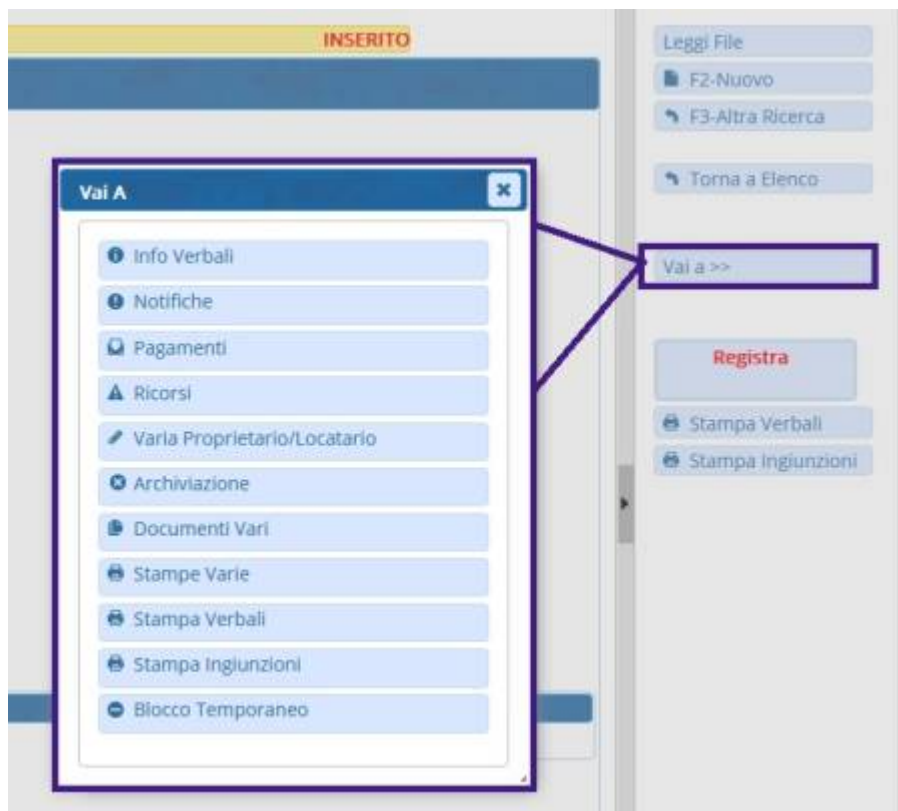 INSERITO
Leggi File
F2-Nuovo
F3-Altra Ricerca
Torna a Elenco
Vai a >>
Registra
Stampa Verbali
Stampa Ingiunzioni
Vai A
Info Verbali
Notifiche
Pagamenti
Ricorsi
Varia Proprietario/Locatario
Archiviazione
Documenti Vari
Stampe Varie
Stampa Verbali
Stampa Ingiunzioni
Blocco Temporaneo